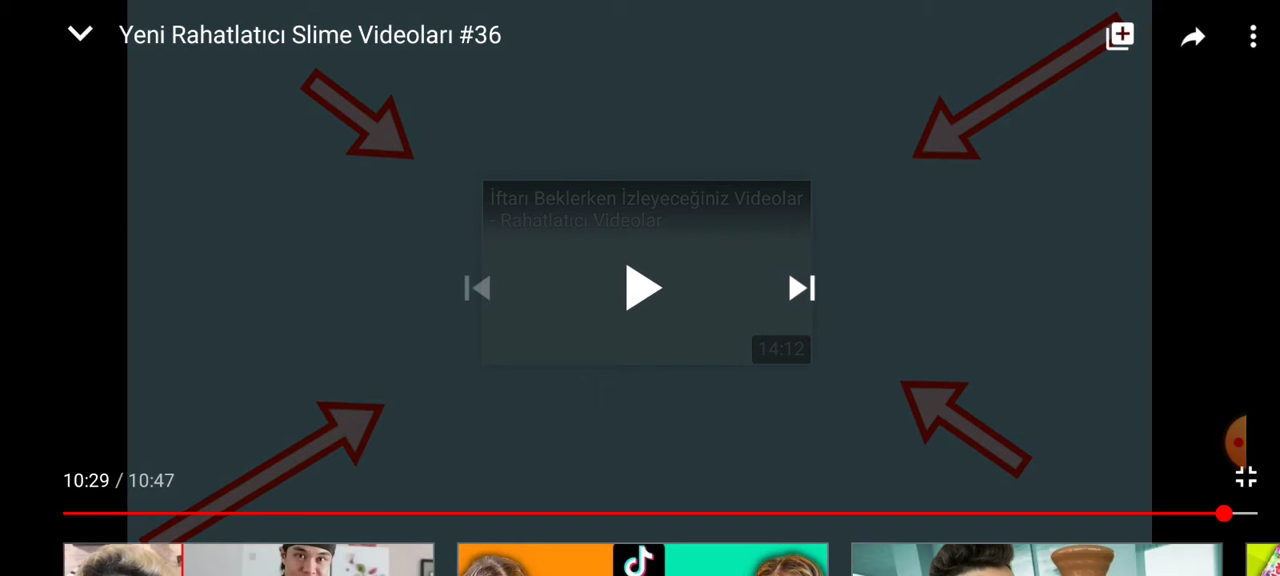 Yeni Rahatlatıcı Slime Videoları #36
İftarı Beklerken İzleyeceğiniz Videolar
- Rahatlatıcı Videolar
14:12
10:29 / 10:47